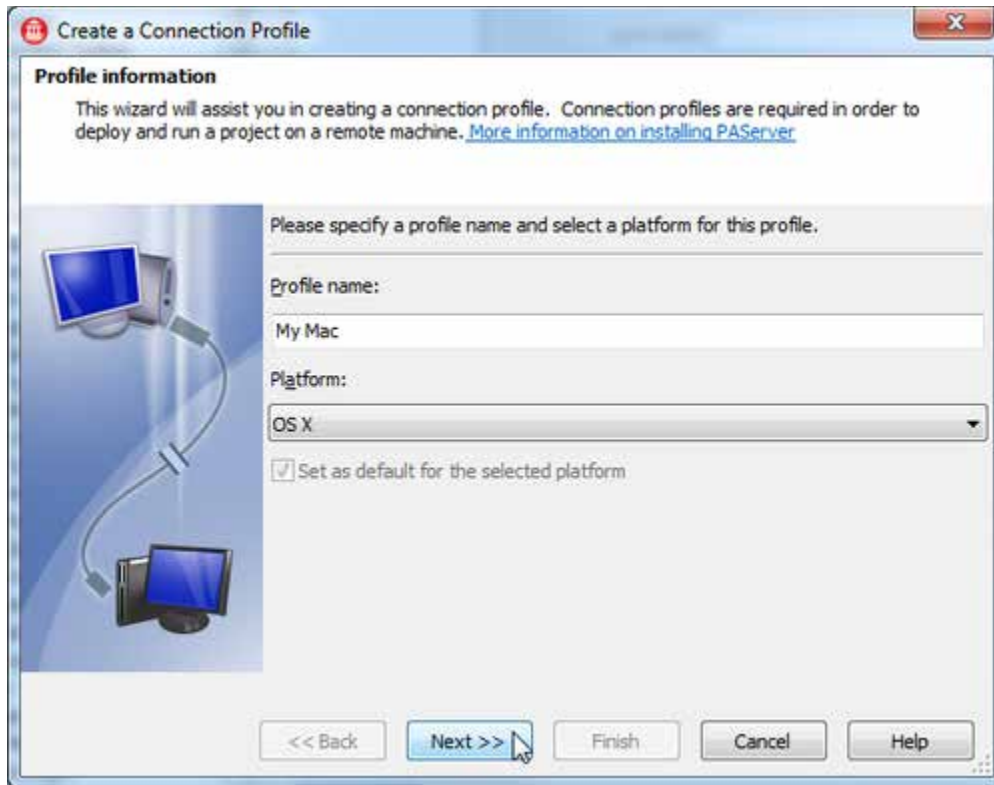 Create a Connection Profile
Profile information
This wizard will assist you in creating a connection profile.  Connection profiles are required in order to
deploy and run a project on a remote machine. More information on installing PAServer
Please specify a profile name and select a platform for this profile.
Profile name:
My Mac
Platform:
OS X
Set as default for the selected platform
<< Back Next >> Finish Cancel Help